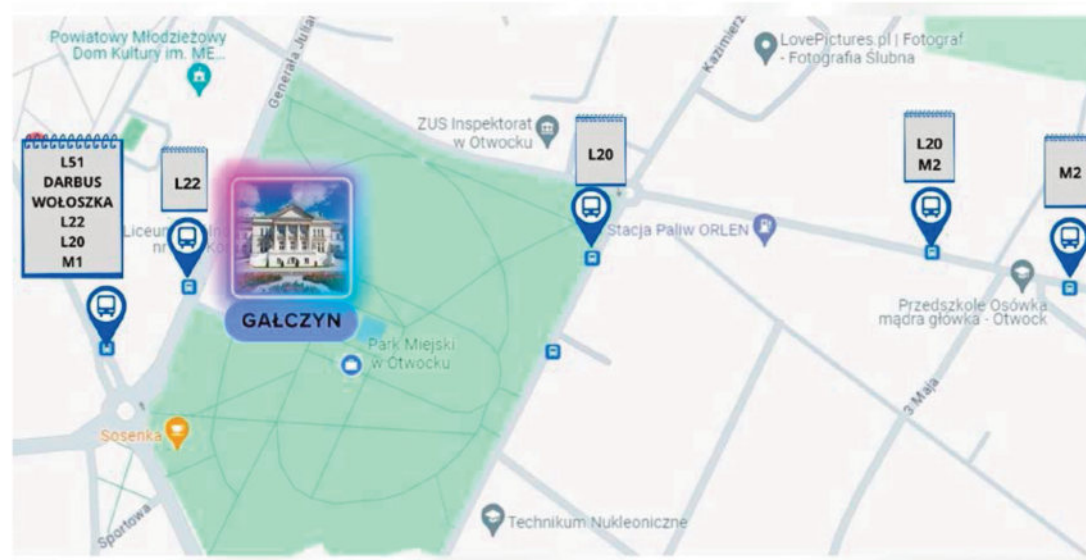 Powiatowy Młodzieżowy
Dom Kultury im. ME...
Generała Julian
Kazimierz
LovePictures.pl | Fotograf
- Fotografia Ślubna
ZUS Inspektorat
w Otwocku
L51
DARBUS
WOŁOSZKA
L22
L20
M1
L22
L20
L20
M2
M2
Liceum
nr
Stacja Paliw ORLEN
GAŁCZYN
Park Miejski
w Otwocku
Przedszkole Osówka
mądra główka - Otwock
3 Maja
Sosenka
Sportowa
Technikum Nukleoniczne